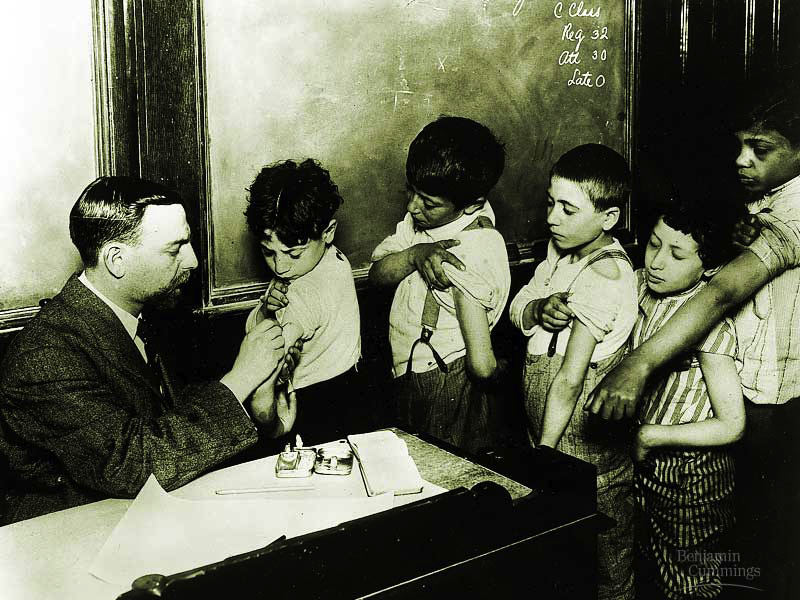 C Class
Reg 32
Att 30
Late 0
Benjamin
Cummings